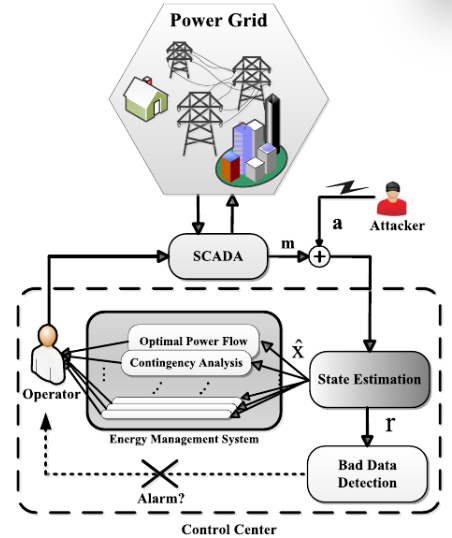 Power Grid
SCADA
m
+
a
Attacker
Operator
Optimal Power Flow
Contingency Analysis
Energy Management System
x̂
State Estimation
r
Bad Data
Detection
Alarm?
Control Center